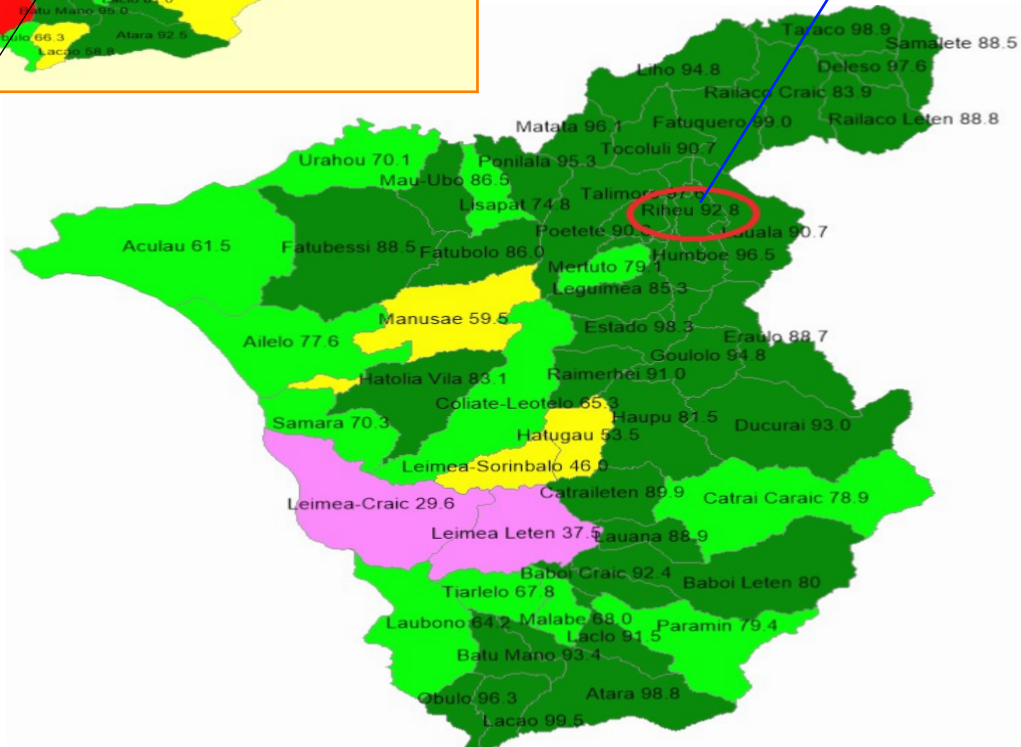 Batu Mano 95.0
66.3
Atara 92.5
Lacao 58.8
Taraco 98.9
Samalete 88.5
Liho 94.8
Deleso 97.6
Railaco Craic 83.9
Matata 96.1
Fatuquero 99.0
Railaco Leten 88.8
Tocoluli 90.7
Urahou 70.1
Ponilala 95.3
Mau-Ubo 86.5
Talimoro 97.6
Lisapat 74.8
Riheu 92.8
Poetete
Lauala 90.7
Aculau 61.5
Fatubessi 88.5
Fatubolo 86.0
Humboe 96.5
Mertuto 79.1
Leguimea 85.3
Manusae 59.5
Estado 98.3
Eraulo 88.7
Ailelo 77.6
Goulolo 94.8
Hatolia Vila 83.1
Raimerhei 91.0
Coliate-Leotelo 65.3
Samara 70.3
Haupu 81.5
Ducurai 93.0
Hatugau 53.5
Leimea-Sorinbalo 46.0
Catraileten 89.9
Catrai Caraic 78.9
Leimea-Craic 29.6
Leimea Leten 37.5
Lauana 88.9
Baboi Craic 92.4
Baboi Leten 80
Tiarlelo 67.8
Laubono 64.2
Malabe 68.0
Paramin 79.4
Laclo 91.5
Batu Mano 93.4
Obulo 96.3
Atara 98.8
Lacao 99.5